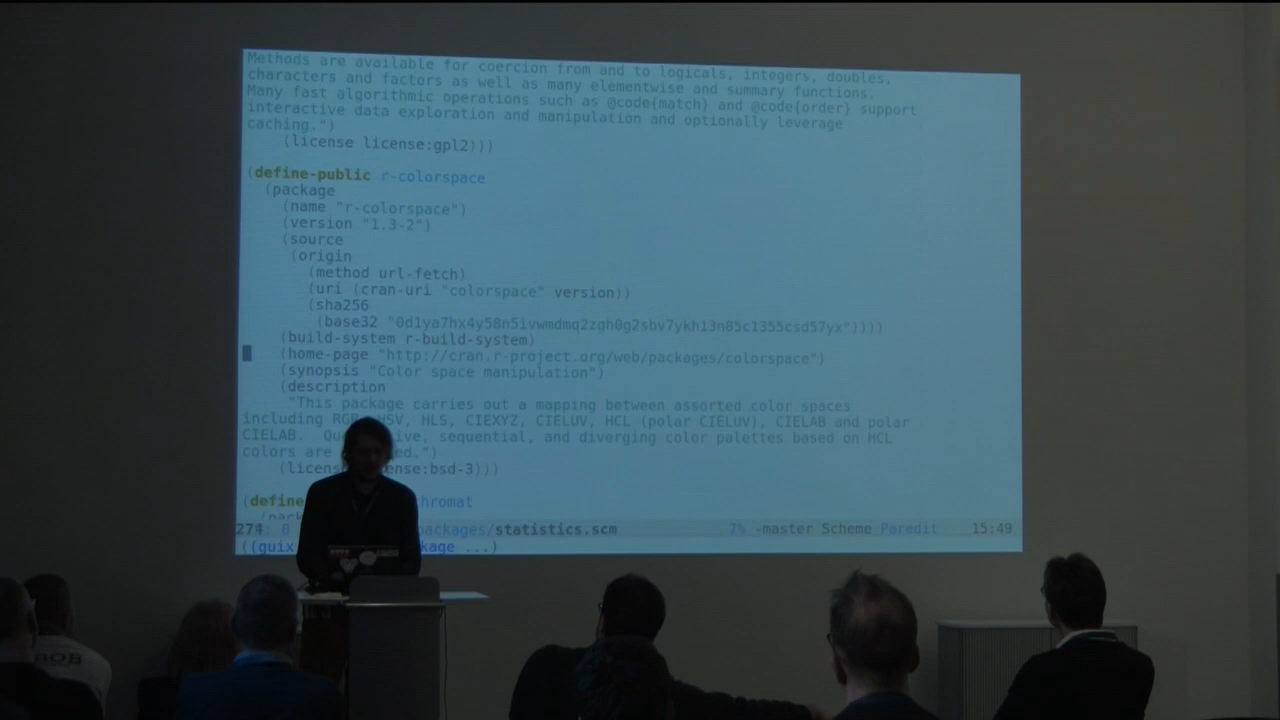 Methods are available for coercion from and to logicals, integers, doubles,
characters and factors as well as many elementwise and summary functions.
Many fast algorithmic operations such as @code{match} and @code{order} support
interactive data exploration and manipulation and optionally leverage
caching.")
(license license:gpl2)))
(define-public r-colorspace
(package
(name "r-colorspace")
(version "1.3-2")
(source
(origin
(method url-fetch)
(uri (cran-uri "colorspace" version))
(sha256
(base32 "0d1ya7hx4y58n5ivwmdmq2zgh0g2sbv7ykh13n85c1355csd57yx"))))
(build-system r-build-system)
(home-page "http://cran.r-project.org/web/packages/colorspace")
(synopsis "Color space manipulation")
(description
"This package carries out a mapping between assorted color spaces
including RGB, HSV, HLS, CIEXYZ, CIELUV, HCL (polar CIELUV), CIELAB and polar
CIELAB. ive, sequential, and diverging color palettes based on HCL
colors are ed.")
(licens ense:bsd-3)))
(define hromat
(pack
274: 0 packages/statistics.scm 7% -master Scheme Paredit 15:49
((guix kage ...)
BOB